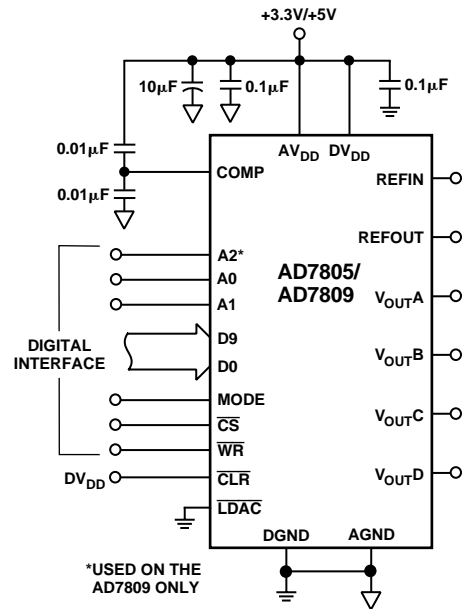 +3.3V/+5V
10μF
0.1μF
0.1μF
0.01μF
0.01μF
AVDD
DVDD
COMP
REFIN
REFOUT
A2*
A0
A1
AD7805/
AD7809
VOUTA
D9
D0
DIGITAL
INTERFACE
VOUTB
MODE
CS
VOUTC
WR
DVDD
CLR
VOUTD
LDAC
DGND
AGND
*USED ON THE
AD7809 ONLY